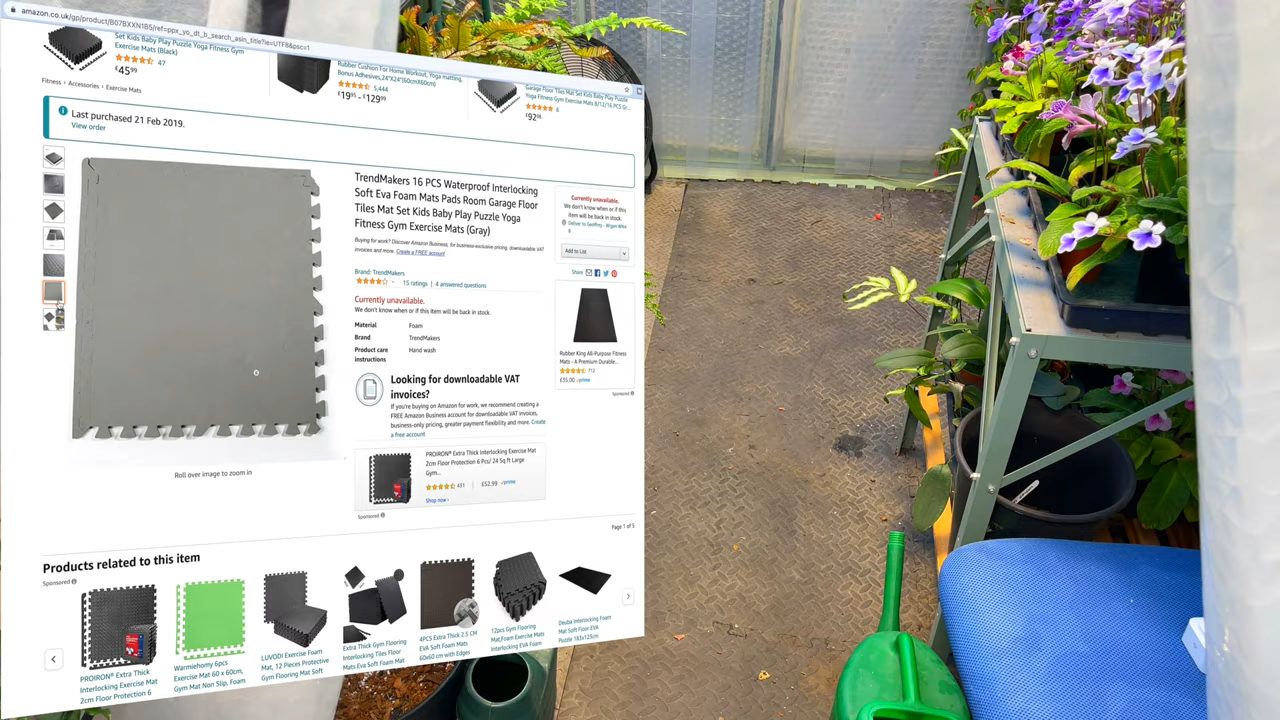 amazon.co.uk/gp/product/B07BXXN1B5/ref=ppx_yo_dt_b_search_asin_title?ie=UTF8&psc=1
Set Kids Baby Play Puzzle Yoga Fitness Gym
Exercise Mats (Black)
47
£45⁹⁹
Rubber Cushion For Home Workout, Yoga matting,
Bonus Adhesives,24"X24"(60cmX60cm)
5,444
£19⁹⁵ - £129⁹⁹
Garage Floor Tiles Mat Set Kids Baby Play Puzzle
Yoga Fitness Gym Exercise Mats 8/12/16 PCS Gr...
8
£92⁹⁸
Fitness › Accessories › Exercise Mats
Last purchased 21 Feb 2019.
View order
TrendMakers 16 PCS Waterproof Interlocking
Soft Eva Foam Mats Pads Room Garage Floor
Tiles Mat Set Kids Baby Play Puzzle Yoga
Fitness Gym Exercise Mats (Gray)
Buying for work? Discover Amazon Business, for business-exclusive pricing, downloadable VAT
invoices and more. Create a FREE account
Brand: TrendMakers
15 ratings | 4 answered questions
Currently unavailable.
We don't know when or if this item will be back in stock.
Material Foam
Brand TrendMakers
Product care Hand wash
instructions
Looking for downloadable VAT
invoices?
If you're buying on Amazon for work, we recommend creating a
FREE Amazon Business account for downloadable VAT invoices,
business-only pricing, greater payment flexibility and more. Create
a free account
PROIRON® Extra Thick Interlocking Exercise Mat
2cm Floor Protection 6 Pcs/ 24 Sq ft Large
Gym...
431 £52.99 prime
Shop now ›
Sponsored
Roll over image to zoom in
Currently unavailable.
We don't know when or if this
item will be back in stock.
Deliver to Geoffrey - Wigan WN6
8
Add to List
Share
Rubber King All-Purpose Fitness
Mats - A Premium Durable...
712
£55.00 prime
Sponsored
Page 1 of 5
Products related to this item
Sponsored
PROIRON® Extra Thick
Interlocking Exercise Mat
2cm Floor Protection 6
Warmiehomy 6pcs
Exercise Mat 60 x 60cm,
Gym Mat Non Slip, Foam
LUVODI Exercise Foam
Mat, 12 Pieces Protective
Gym Flooring Mat Soft
Extra Thick Gym Flooring
Interlocking Tiles Floor
Mats Eva Soft Foam Mat
4PCS Extra Thick 2.5 CM
EVA Soft Foam Mats
60x60 cm with Edges
12pcs Gym Flooring
Mat,Foam Exercise Mats
Interlocking EVA Foam
Deuba Interlocking Foam
Mat Soft Floor EVA
Puzzle 183x123cm